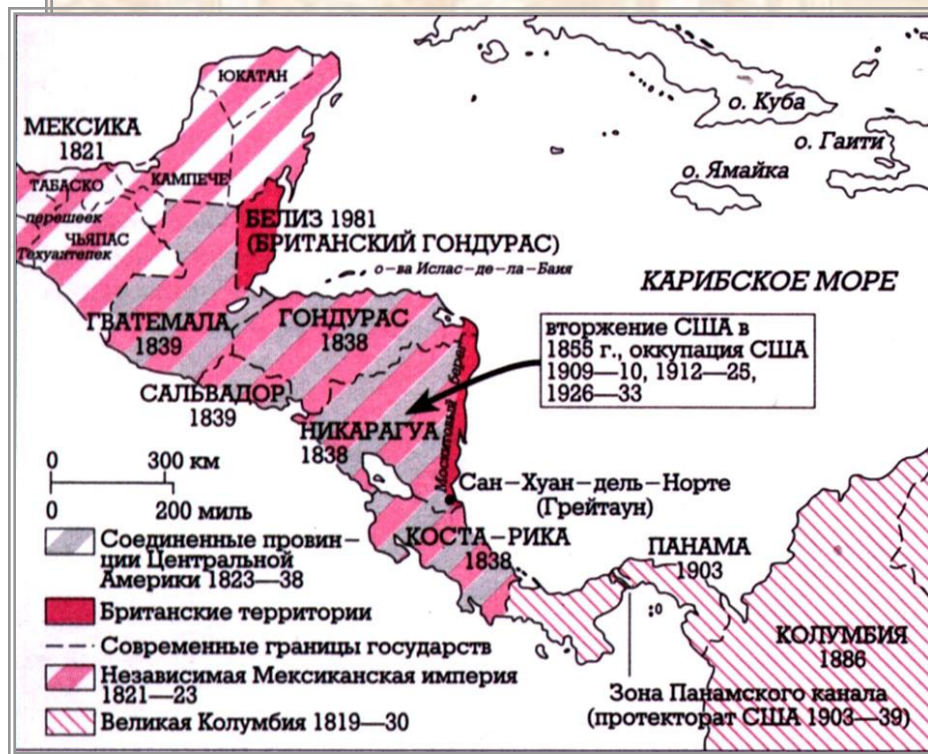 ЮКАТАН
о. Куба
МЕКСИКА
1821
о. Гаити
о. Ямайка
ТАБАСКО
КАМПЕЧЕ
перешеек
Техуантепек
ЧЬЯПАС
БЕЛИЗ 1981
(БРИТАНСКИЙ ГОНДУРАС)
о-ва Ислас-де-ла-Баия
КАРИБСКОЕ МОРЕ
ГВАТЕМАЛА
1839
ГОНДУРАС
1838
вторжение США в
1855 г., оккупация США
1909—10, 1912—25,
1926—33
САЛЬВАДОР
1839
НИКАРАГУА
1838
Москитовый берег
0 300 км
0 200 миль
Сан-Хуан-дель-Норте
(Грейтаун)
КОСТА-РИКА
1838
ПАНАМА
1903
КОЛУМБИЯ
1886
Зона Панамского канала
(протекторат США 1903—39)
Соединенные провин-
ции Центральной
Америки 1823—38
Британские территории
Современные границы государств
Независимая Мексиканская империя
1821—23
Великая Колумбия 1819—30